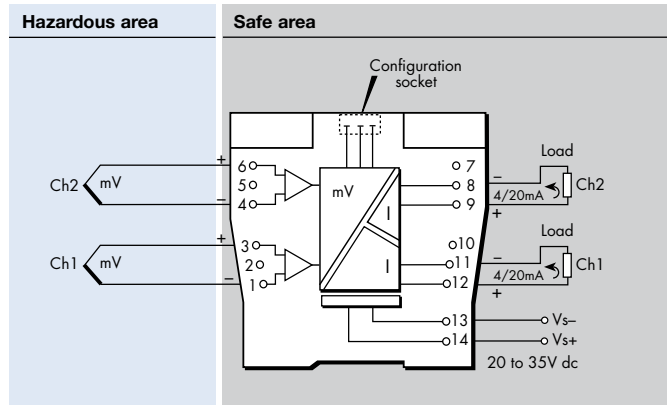 Hazardous area
Safe area
Configuration
socket
Ch2
mV
+
6
5
4
–
Ch1
mV
+
3
2
1
–
mV
I
I
7
8
9
10
11
12
13
14
–
4/20mA
+
Load
Ch2
–
4/20mA
+
Load
Ch1
Vs–
Vs+
20 to 35V dc